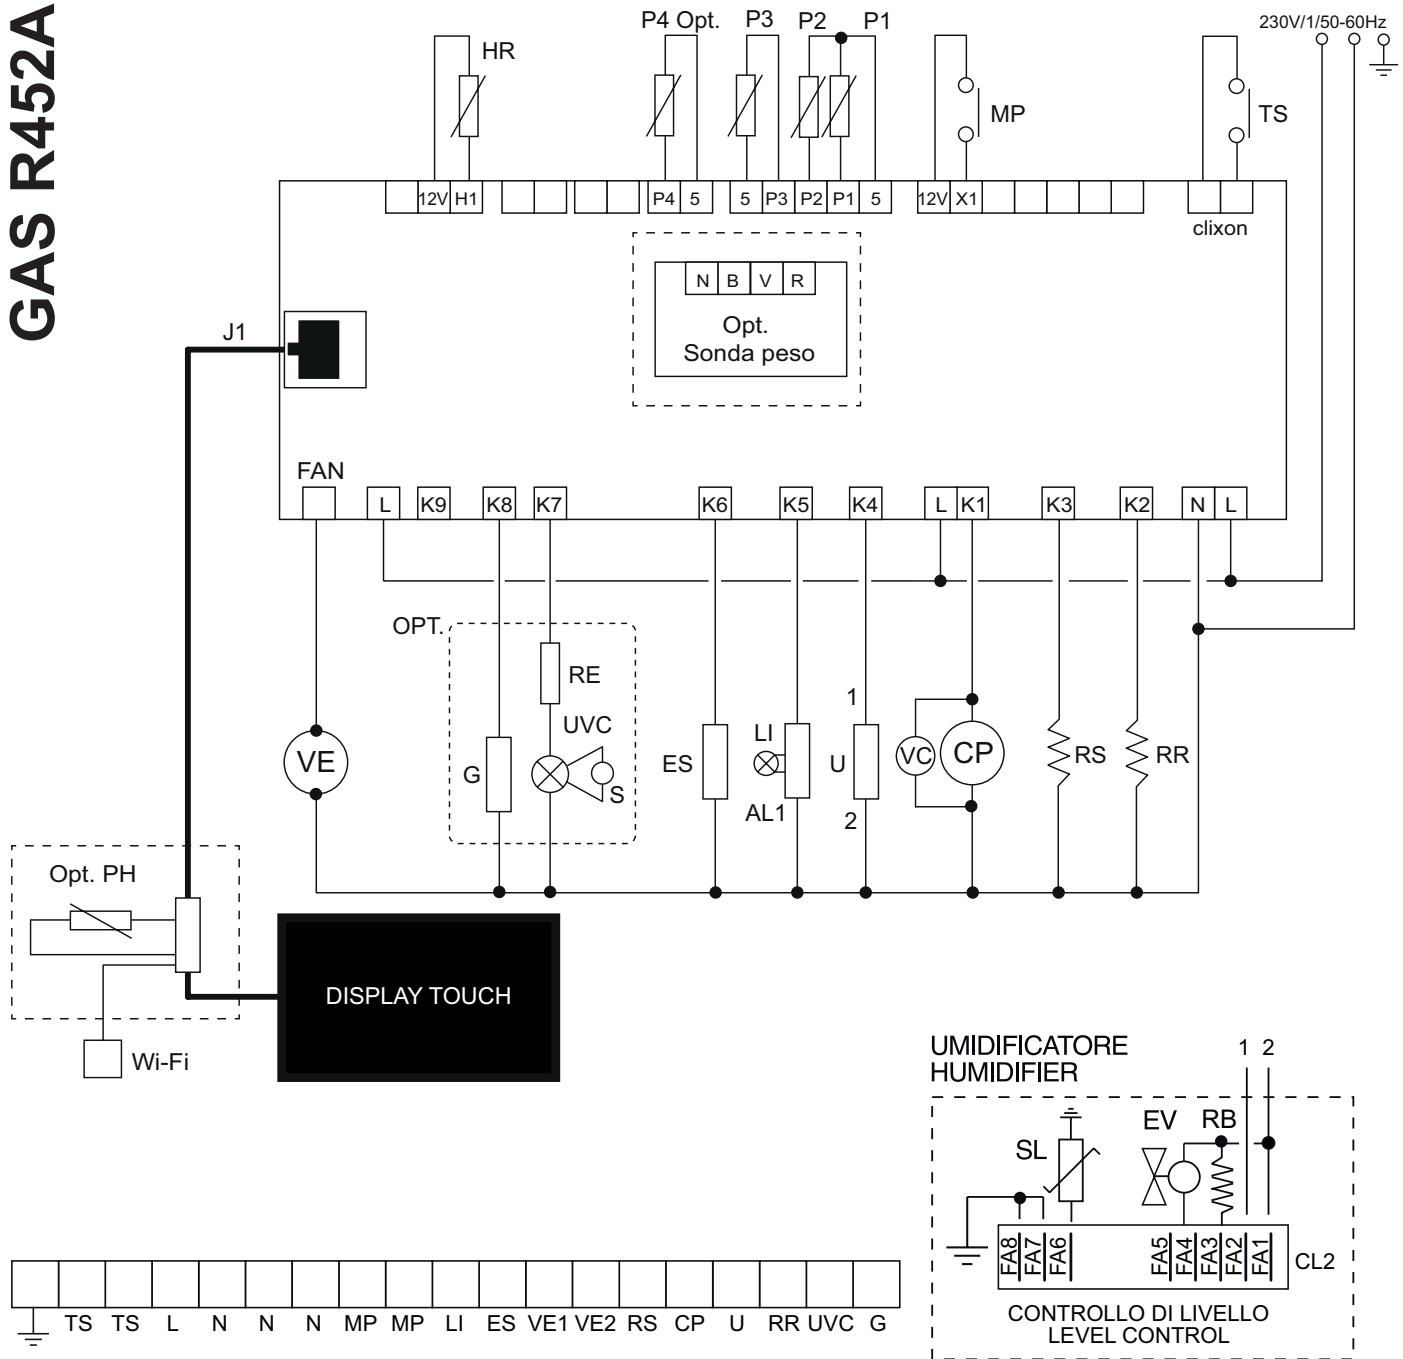 GAS R452A
P4 Opt. P3 P2 P1
230V/1/50-60Hz
HR
MP
TS
12V H1
P4 5
5 P3 P2 P1 5
12V X1
clixon
N B V R
Opt.
Sonda peso
J1
FAN
L K9 K8 K7 K6 K5 K4 L K1 K3 K2 N L
OPT.
RE
UVC
G
S
VE
ES
LI
AL1
1
U
2
VC
CP
RS
RR
Opt. PH
DISPLAY TOUCH
Wi-Fi
UMIDIFICATORE
HUMIDIFIER
1 2
SL
EV
RB
FA8 FA7 FA6 FA5 FA4 FA3 FA2 FA1
CL2
CONTROLLO DI LIVELLO
LEVEL CONTROL
TS TS L N N N MP MP LI ES VE1 VE2 RS CP U RR UVC G